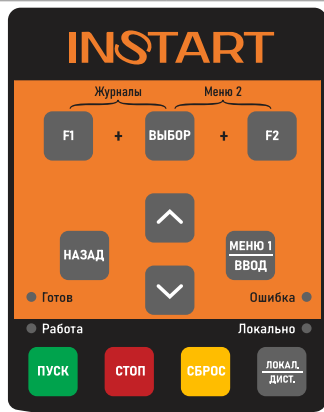 INSTART
Журналы Меню 2
F1 + ВЫБОР + F2
НАЗАД
МЕНЮ 1
ВВОД
Готов Ошибка
Работа Локально
ПУСК СТОП СБРОС ЛОКАЛ.
ДИСТ.